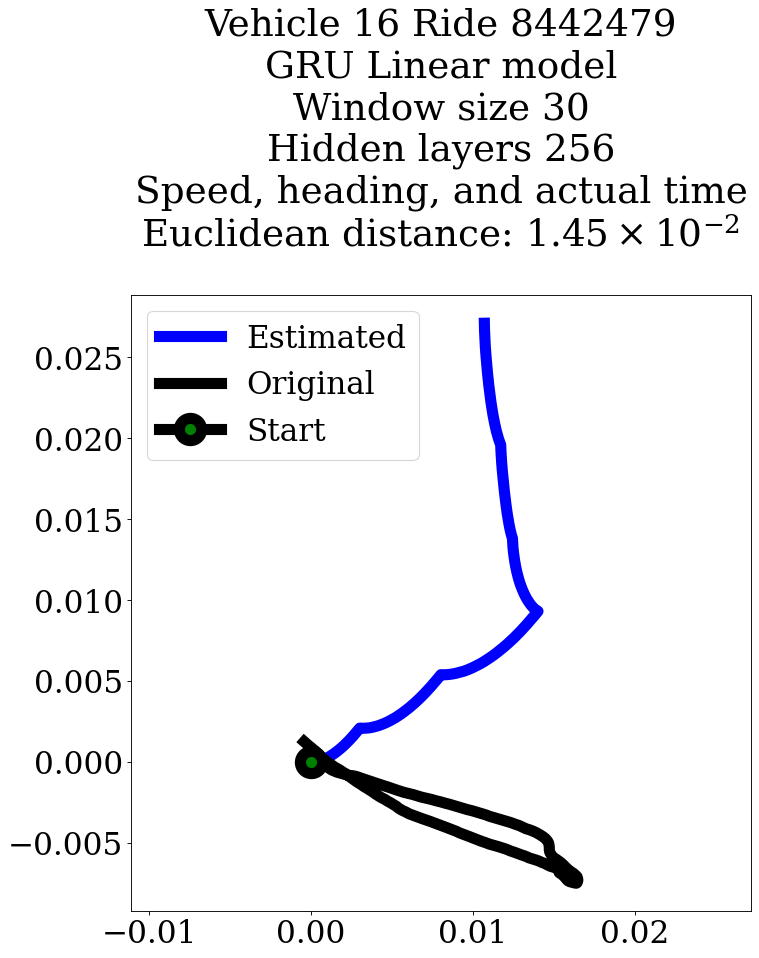 Vehicle 16 Ride 8442479
GRU Linear model
Window size 30
Hidden layers 256
Speed, heading, and actual time
Euclidean distance: 1.45 × 10⁻²
Estimated
Original
Start
0.025
0.020
0.015
0.010
0.005
0.000
−0.005
−0.01 0.00 0.01 0.02